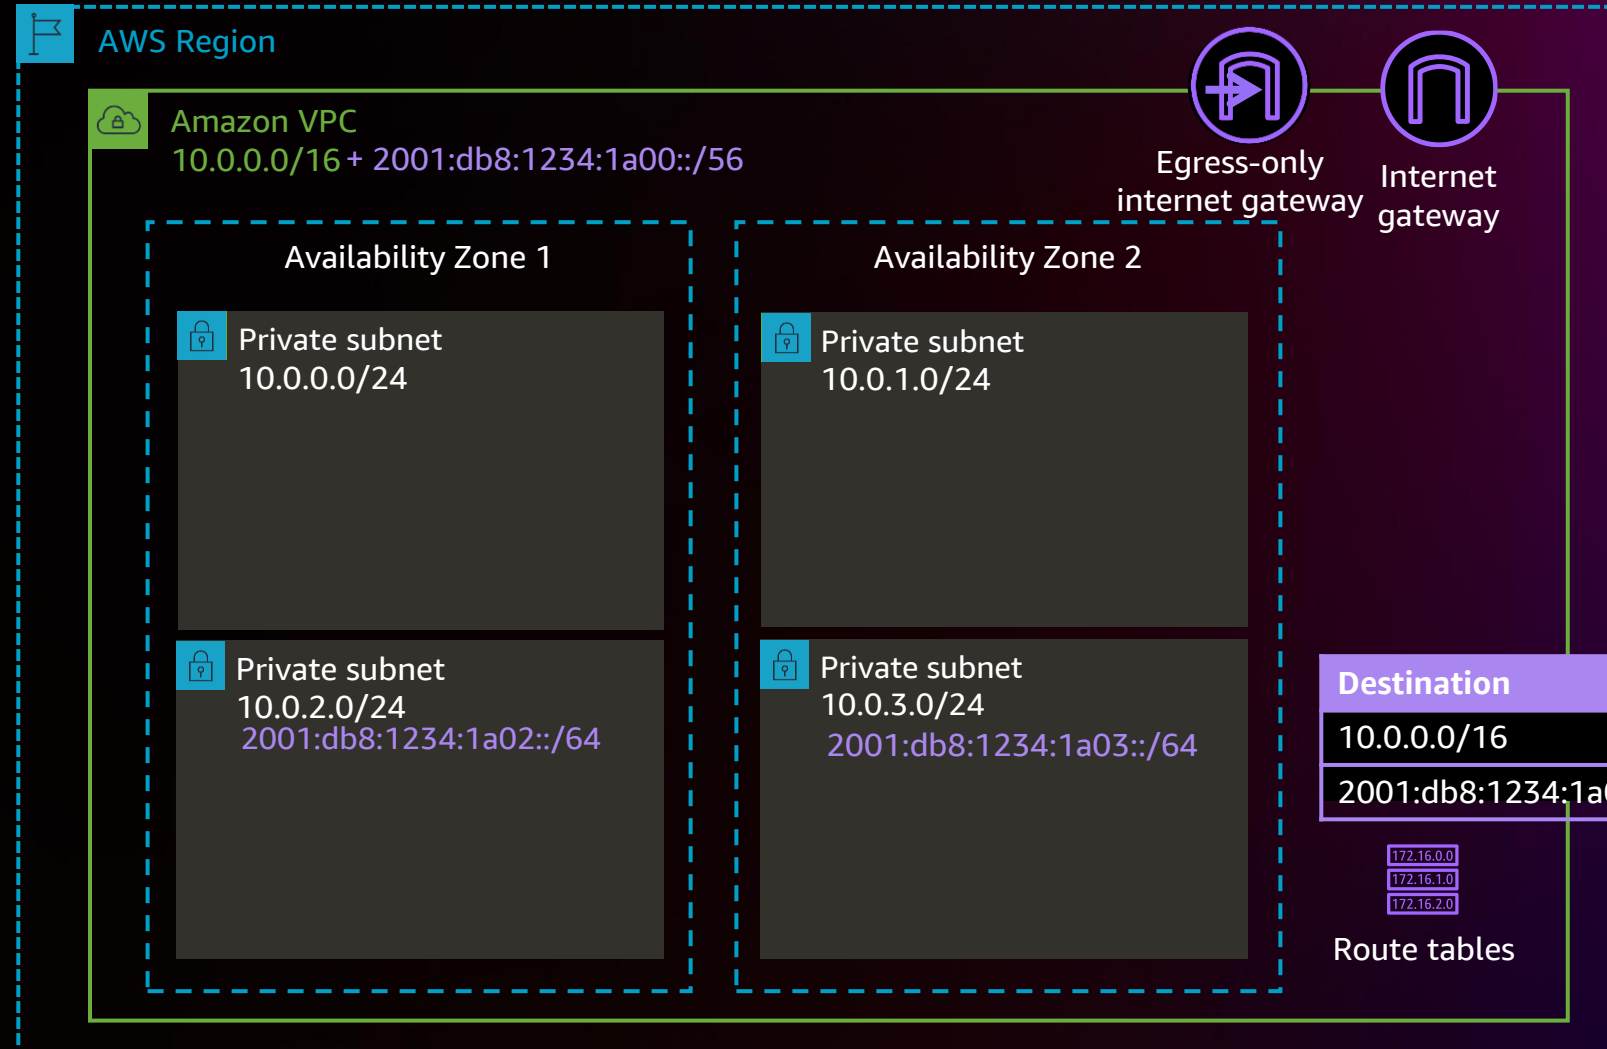 AWS Region
Amazon VPC
10.0.0.0/16 + 2001:db8:1234:1a00::/56
Egress-only
internet gateway
Internet
gateway
Availability Zone 1
Availability Zone 2
Private subnet
10.0.0.0/24
Private subnet
10.0.1.0/24
Private subnet
10.0.2.0/24
2001:db8:1234:1a02::/64
Private subnet
10.0.3.0/24
2001:db8:1234:1a03::/64
Destination
10.0.0.0/16
2001:db8:1234:1a
172.16.0.0
172.16.1.0
172.16.2.0
Route tables